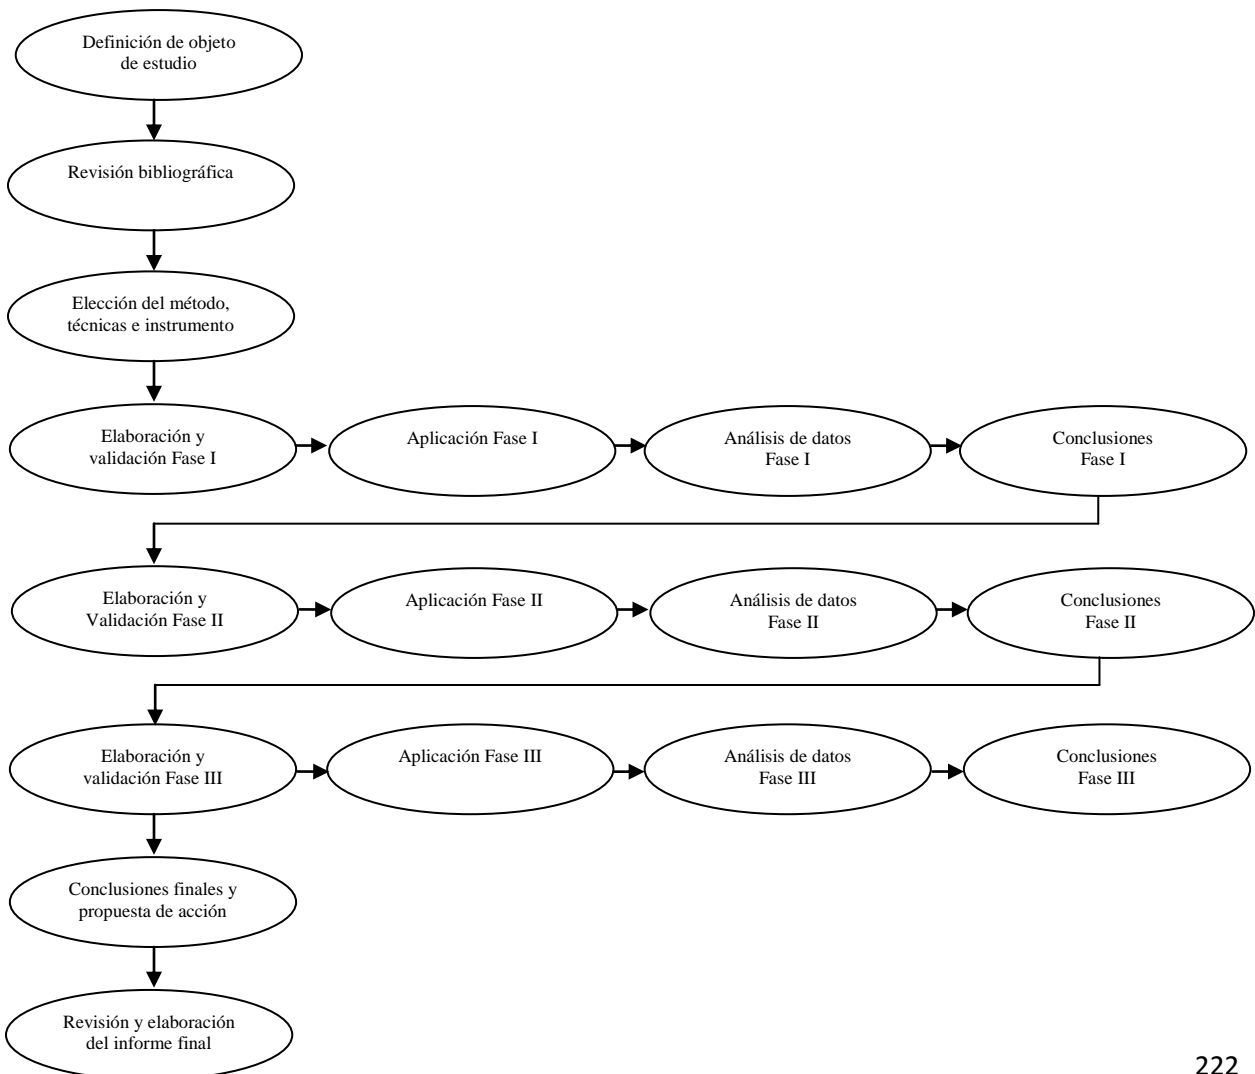 Definición de objeto
de estudio
Revisión bibliográfica
Elección del método,
técnicas e instrumento
Elaboración y
validación Fase I
Aplicación Fase I
Análisis de datos
Fase I
Conclusiones
Fase I
Elaboración y
Validación Fase II
Aplicación Fase II
Análisis de datos
Fase II
Conclusiones
Fase II
Elaboración y
validación Fase III
Aplicación Fase III
Análisis de datos
Fase III
Conclusiones
Fase III
Conclusiones finales y
propuesta de acción
Revisión y elaboración
del informe final
222